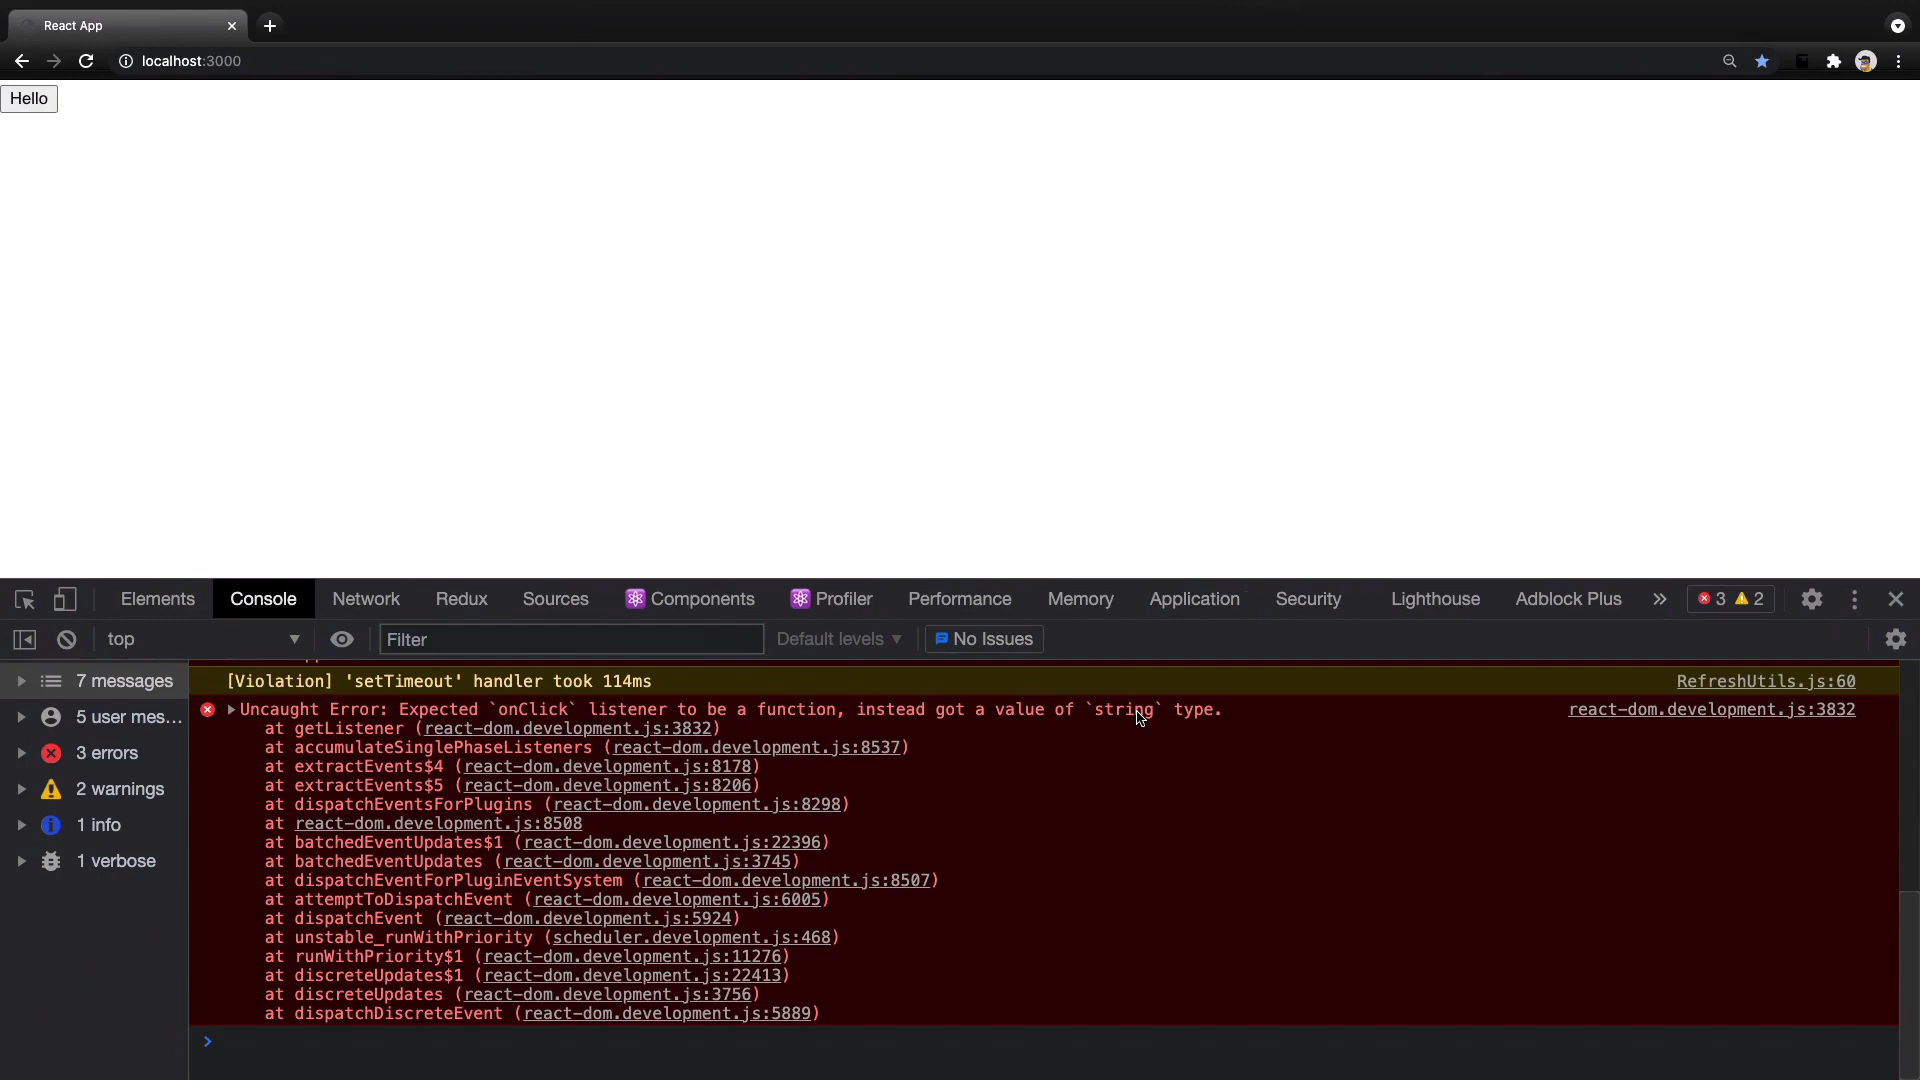 React App
localhost:3000
Hello
Elements Console Network Redux Sources Components Profiler Performance Memory Application Security Lighthouse Adblock Plus 3 2
top Filter Default levels No Issues
7 messages
5 user mes…
3 errors
2 warnings
1 info
1 verbose
[Violation] 'setTimeout' handler took 114ms RefreshUtils.js:60
Uncaught Error: Expected `onClick` listener to be a function, instead got a value of `string` type. react-dom.development.js:3832
at getListener (react-dom.development.js:3832)
at accumulateSinglePhaseListeners (react-dom.development.js:8537)
at extractEvents$4 (react-dom.development.js:8178)
at extractEvents$5 (react-dom.development.js:8206)
at dispatchEventsForPlugins (react-dom.development.js:8298)
at react-dom.development.js:8508
at batchedEventUpdates$1 (react-dom.development.js:22396)
at batchedEventUpdates (react-dom.development.js:3745)
at dispatchEventForPluginEventSystem (react-dom.development.js:8507)
at attemptToDispatchEvent (react-dom.development.js:6005)
at dispatchEvent (react-dom.development.js:5924)
at unstable_runWithPriority (scheduler.development.js:468)
at runWithPriority$1 (react-dom.development.js:11276)
at discreteUpdates$1 (react-dom.development.js:22413)
at discreteUpdates (react-dom.development.js:3756)
at dispatchDiscreteEvent (react-dom.development.js:5889)